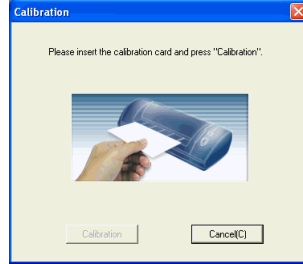 Calibration
Please insert the calibration card and press "Calibration".
Calibration
Cancel(C)